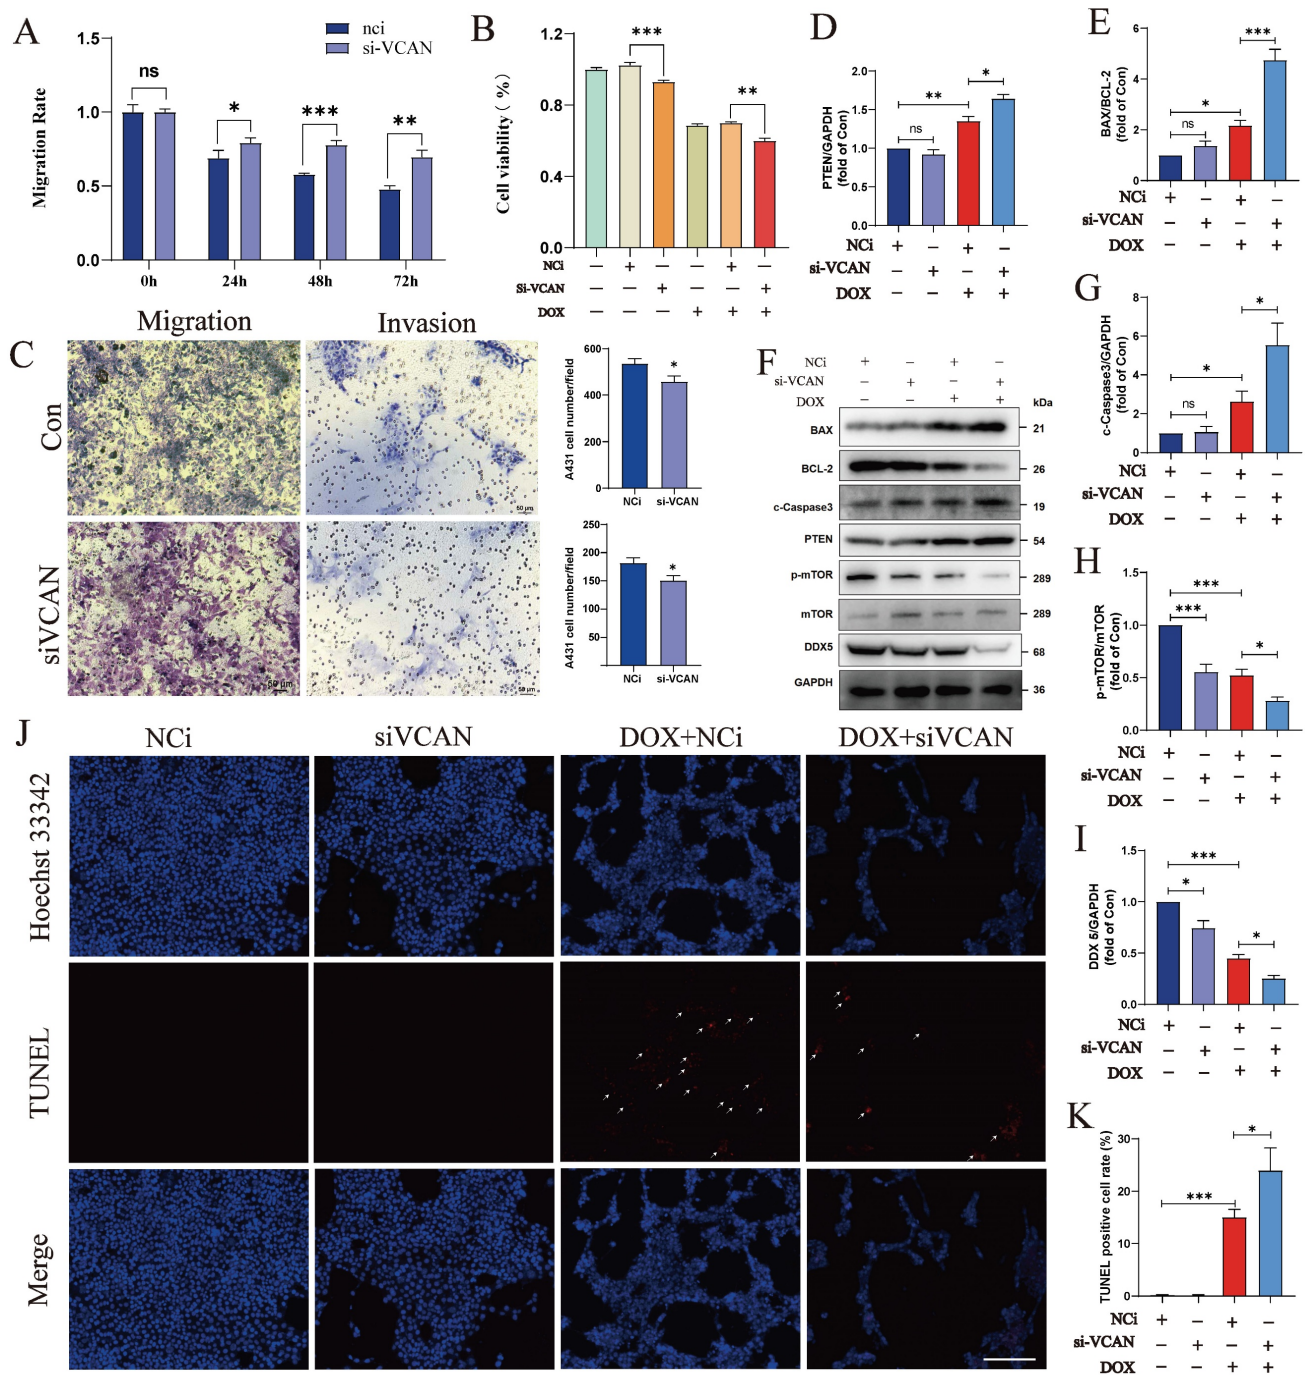 A
Migration Rate
1.5
1.0
0.5
0.0
nci
si-VCAN
ns
*
***
**
0h 24h 48h 72h
B
Cell viability ( %)
1.2
0.8
0.4
0.0
***
**
NCi — + — — + —
Si-VCAN — — + — — +
DOX — — — + + +
C
Migration Invasion
Con
siVCAN
50 μm
50 μm
50 μm
A431 cell number/field
600
400
200
0
*
NCi si-VCAN
A431 cell number/field
250
200
150
100
50
*
NCi si-VCAN
D
PTEN/GAPDH
(fold of Con)
2.0
1.5
1.0
0.5
0.0
ns
**
*
NCi + — + +
si-VCAN — + — +
DOX — — + +
E
BAX/BCL-2
(fold of Con)
6
4
2
0
ns
*
***
NCi + — + —
si-VCAN — + — +
DOX — — + +
F
NCi + — + —
si-VCAN — + — +
DOX — — + +
kDa
BAX 21
BCL-2 26
c-Caspase3 19
PTEN 54
p-mTOR 289
mTOR 289
DDX5 68
GAPDH 36
G
c-Caspase3/GAPDH
(fold of Con)
8
6
4
2
0
ns
*
*
NCi + — + —
si-VCAN — + — +
DOX — — + +
H
p-mTOR/mTOR
(fold of Con)
1.5
1.0
0.5
0.0
***
***
*
NCi + — + +
si-VCAN — + — +
DOX — — + +
I
DDX 5/GAPDH
(fold of Con)
1.5
1.0
0.5
0.0
*
***
*
NCi + — + +
si-VCAN — + — +
DOX — — + +
J
NCi siVCAN DOX+NCi DOX+siVCAN
Hoechst 33342
TUNEL
Merge
K
TUNEL positive cell rate (%)
30
20
10
0
***
*
NCi + — + —
si-VCAN — + — +
DOX — — + +